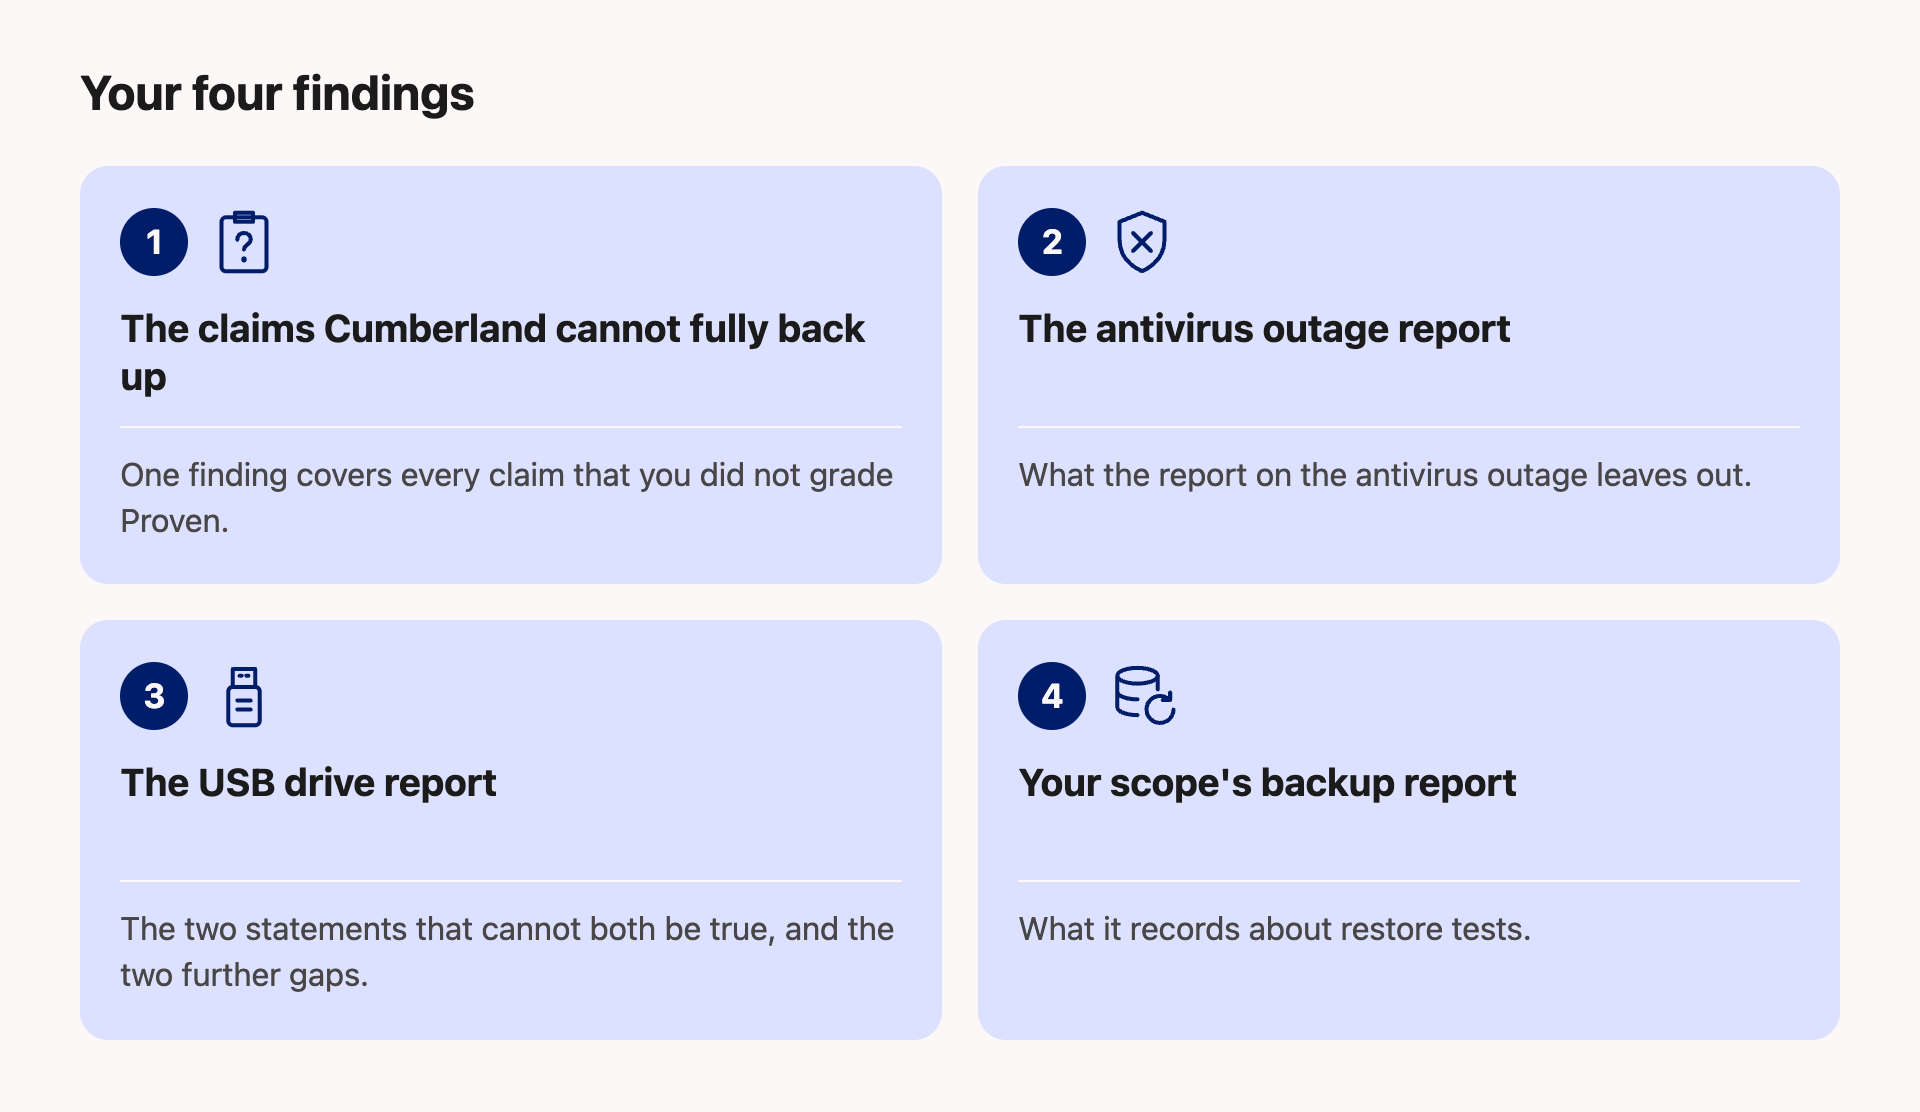 Your four findings
1
The claims Cumberland cannot fully back
up
One finding covers every claim that you did not grade
Proven.
2
The antivirus outage report
What the report on the antivirus outage leaves out.
3
The USB drive report
The two statements that cannot both be true, and the
two further gaps.
4
Your scope's backup report
What it records about restore tests.